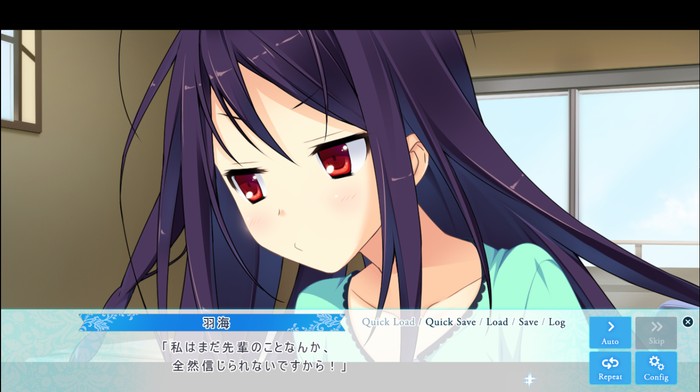 羽海
Quick Load / Quick Save / Load / Save / Log
「私はまだ先輩のことなんか、
全然信じられないですから！」
Auto
Skip
Repeat
Config